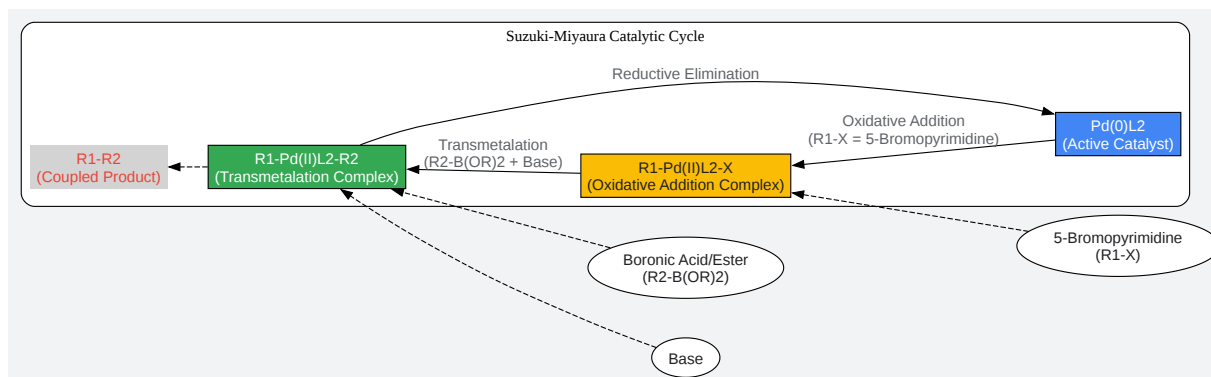 Suzuki-Miyaura Catalytic Cycle
Reductive Elimination
Oxidative Addition
(R1-X = 5-Bromopyrimidine)
Pd(0)L2
(Active Catalyst)
Transmetalation
(R2-B(OR)2 + Base)
R1-R2
(Coupled Product)
R1-Pd(II)L2-R2
(Transmetalation Complex)
R1-Pd(II)L2-X
(Oxidative Addition Complex)
5-Bromopyrimidine
(R1-X)
Boronic Acid/Ester
(R2-B(OR)2)
Base